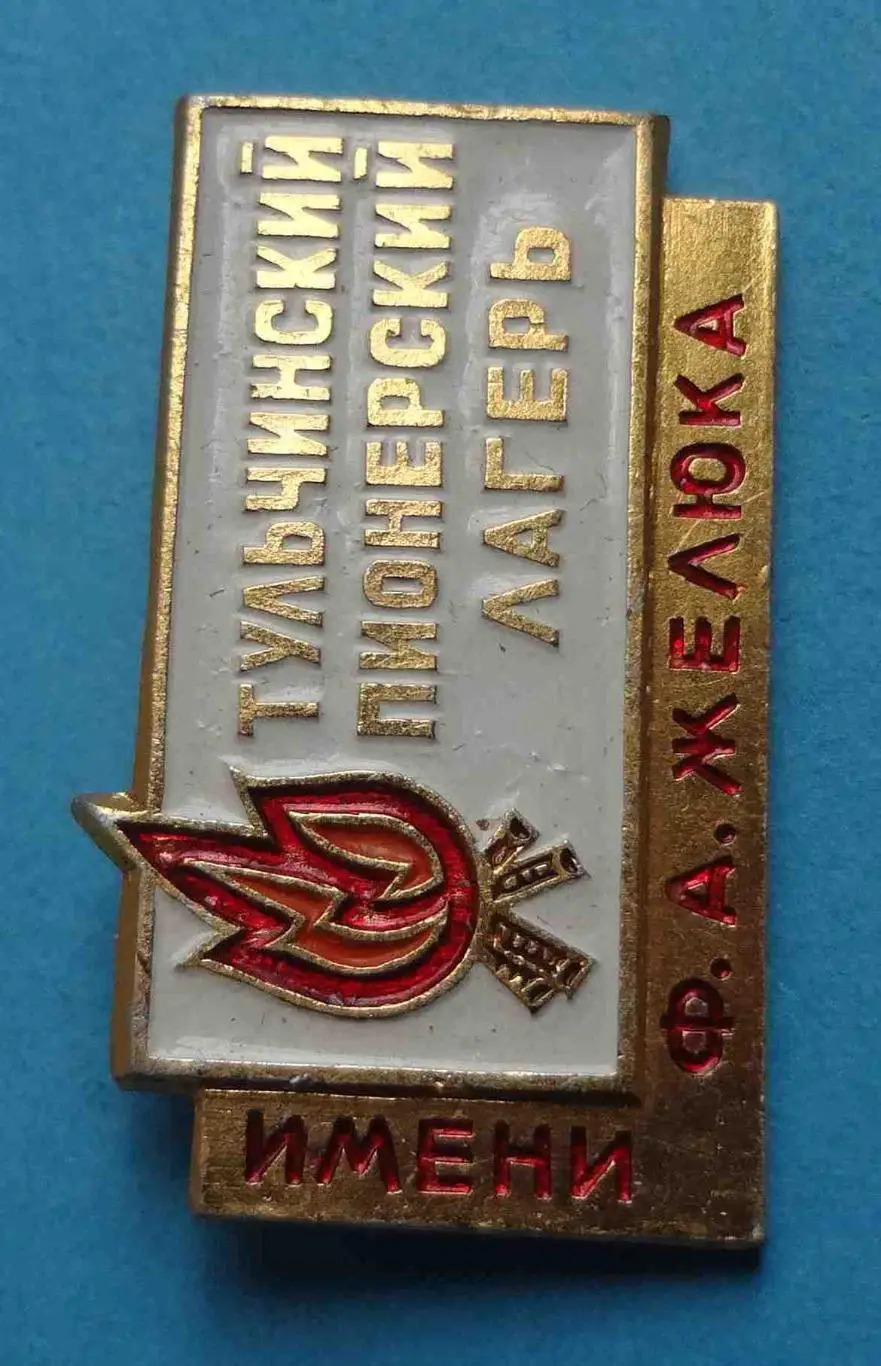 ТУЛЬЧИНСКИЙ
ПИОНЕРСКИЙ
ЛАГЕРЬ
ИМЕНИ
Ф. А. ЖЕЛЮКА